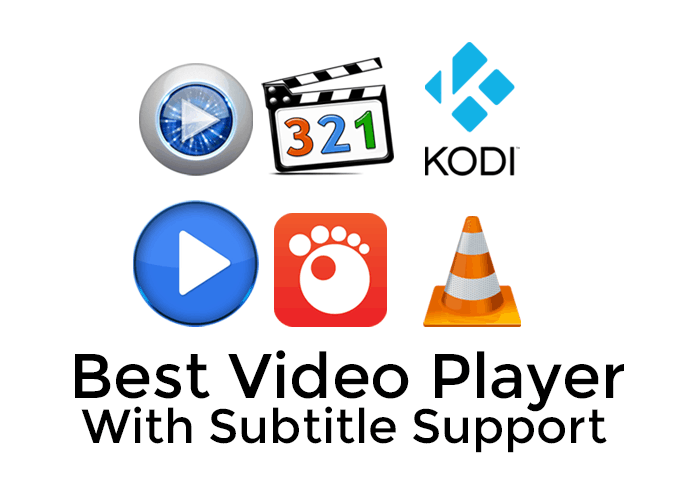 321
KODI
Best Video Player
With Subtitle Support